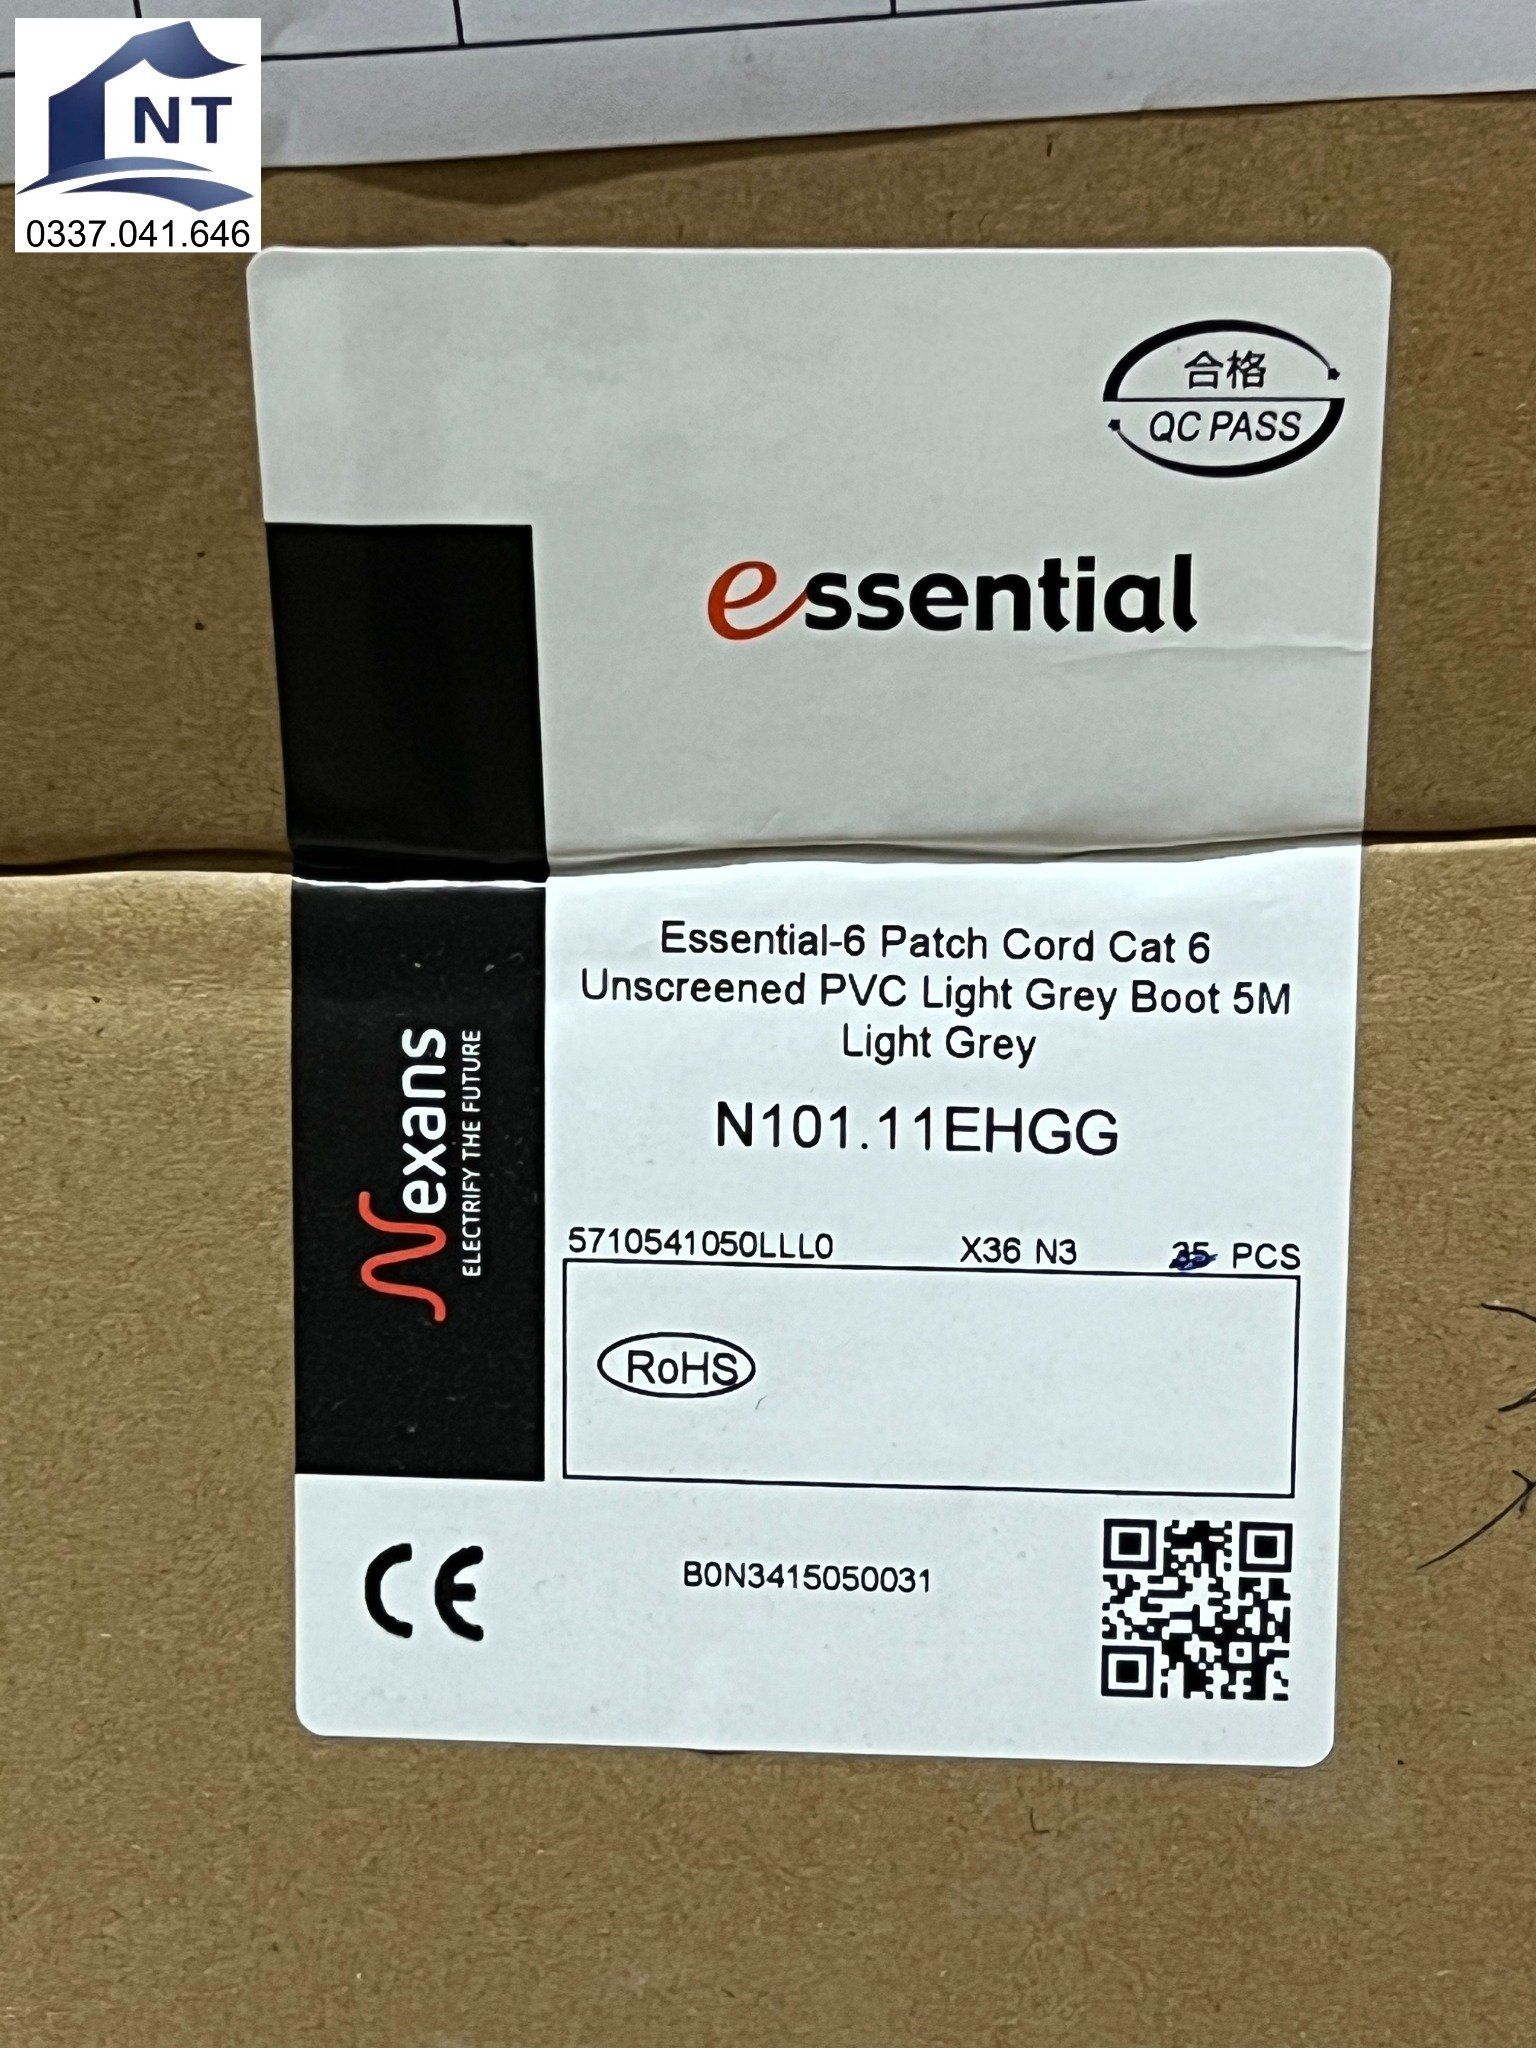 NT
0337.041.646
合格
QC PASS
essential
Essential-6 Patch Cord Cat 6
Unscreened PVC Light Grey Boot 5M
Light Grey
N101.11EHGG
Nexans
ELECTRIFY THE FUTURE
5710541050LLL0 X36 N3 PCS
RoHS
CE
B0N3415050031